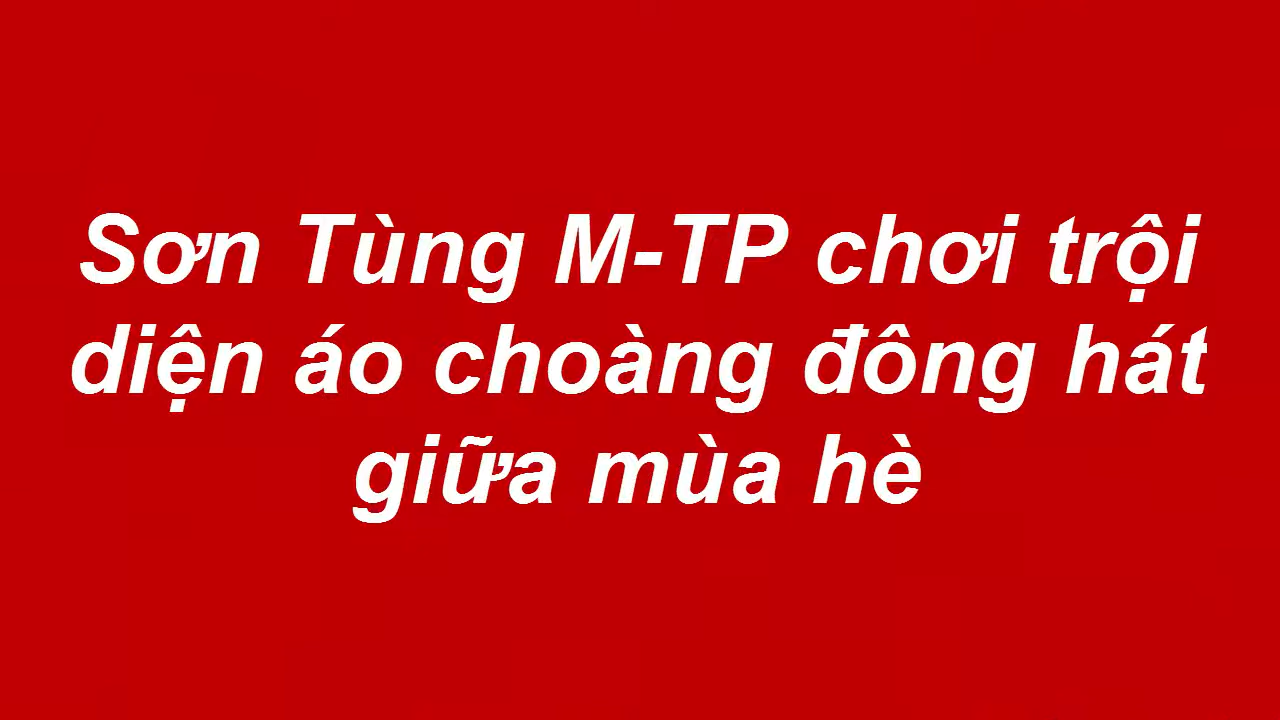 Sơn Tùng M-TP chơi trội
diện áo choàng đông hát
giữa mùa hè